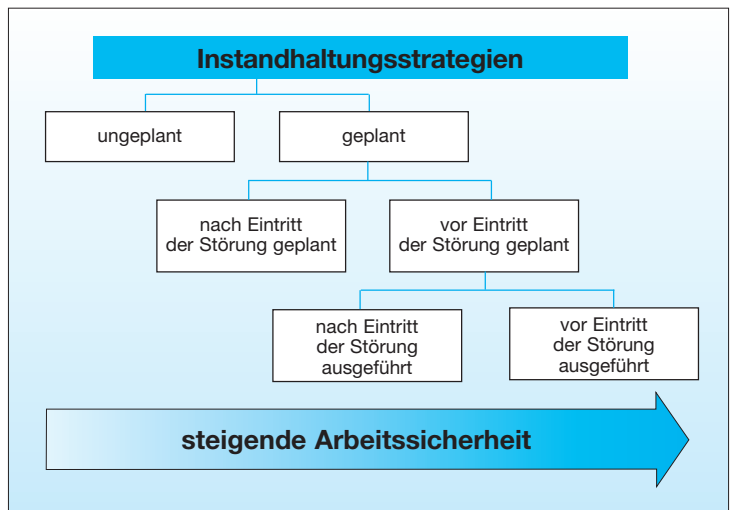 Instandhaltungsstrategien
ungeplant
geplant
nach Eintritt
der Störung geplant
vor Eintritt
der Störung geplant
nach Eintritt
der Störung
ausgeführt
vor Eintritt
der Störung
ausgeführt
steigende Arbeitssicherheit